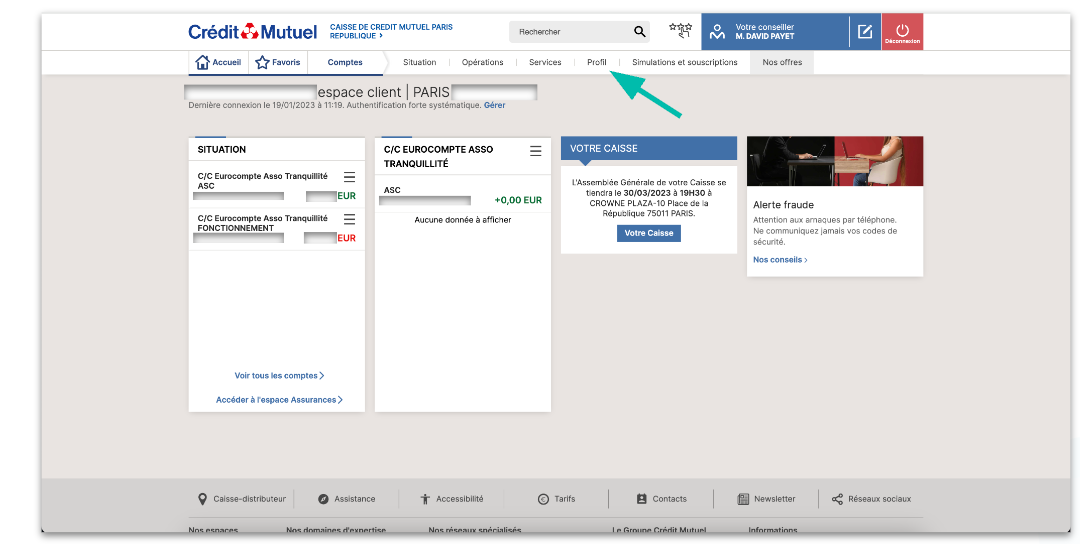 Crédit Mutuel
CAISSE DE CREDIT MUTUEL PARIS
REPUBLIQUE >
Rechercher
Votre conseiller
M. DAVID PAYET
Déconnexion
Accueil
Favoris
Comptes
Situation
Opérations
Services
Profil
Simulations et souscriptions
Nos offres
espace client | PARIS
Dernière connexion le 19/01/2023 à 11:19. Authentification forte systématique. Gérer
SITUATION
C/C Eurocompte Asso Tranquillité
ASC
EUR
C/C Eurocompte Asso Tranquillité
FONCTIONNEMENT
EUR
Voir tous les comptes >
Accéder à l'espace Assurances >
C/C EUROCOMPTE ASSO
TRANQUILLITÉ
ASC
+0,00 EUR
Aucune donnée à afficher
VOTRE CAISSE
L'Assemblée Générale de votre Caisse se
tiendra le 30/03/2023 à 19H30 à
CROWNE PLAZA-10 Place de la
République 75011 PARIS.
Votre Caisse
Alerte fraude
Attention aux arnaques par téléphone.
Ne communiquez jamais vos codes de
sécurité.
Nos conseils >
Caisse-distributeur
Assistance
Accessibilité
Tarifs
Contacts
Newsletter
Réseaux sociaux
Nos espaces
Nos domaines d'expertise
Nos réseaux spécialisés
Le Groupe Crédit Mutuel
Informations